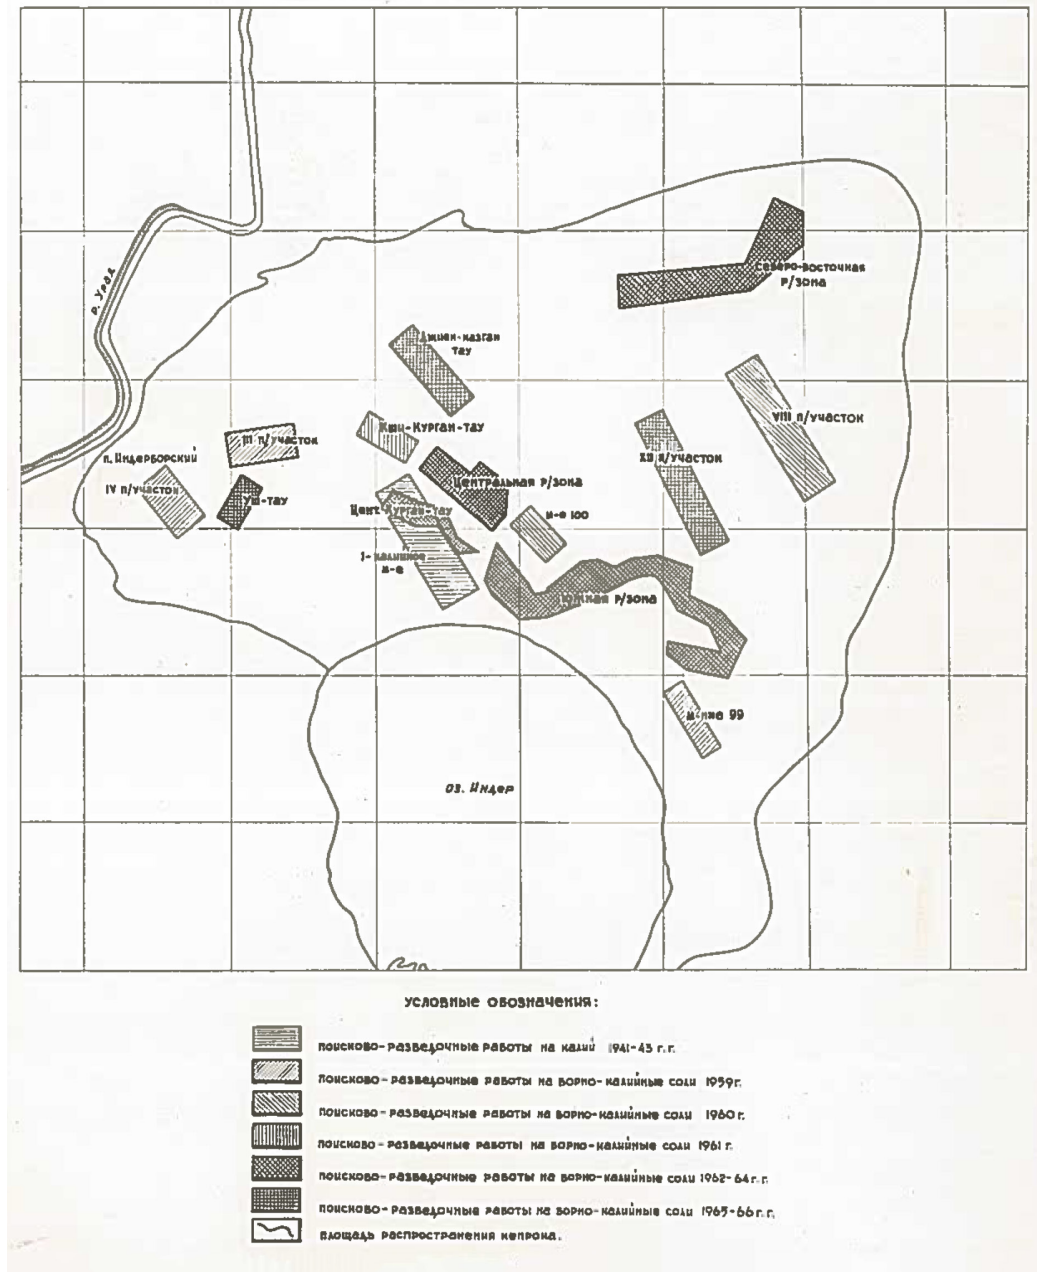 р. Урал
Северо-восточная
р/зона
Джиен-казган
тау
VIII п/участок
Киши-Курган-тау
III п/участок
XII п/участок
п. Индерборский
IV п/участок
Уш-тау
Центральная р/зона
Цент. Курган-тау
м-е 100
1-калийное
м-е
Южная р/зона
99
оз. Индер
Условные обозначения:
поисково-разведочные работы на калий 1941-43 г.г.
поисково-разведочные работы на борно-калийные соли 1959г.
поисково-разведочные работы на борно-калийные соли 1960 г.
поисково-разведочные работы на борно-калийные соли 1961 г.
поисково-разведочные работы на борно-калийные соли 1962-64 г.г.
поисково-разведочные работы на борно-калийные соли 1965-66 г.г.
площадь распространения кепрока.